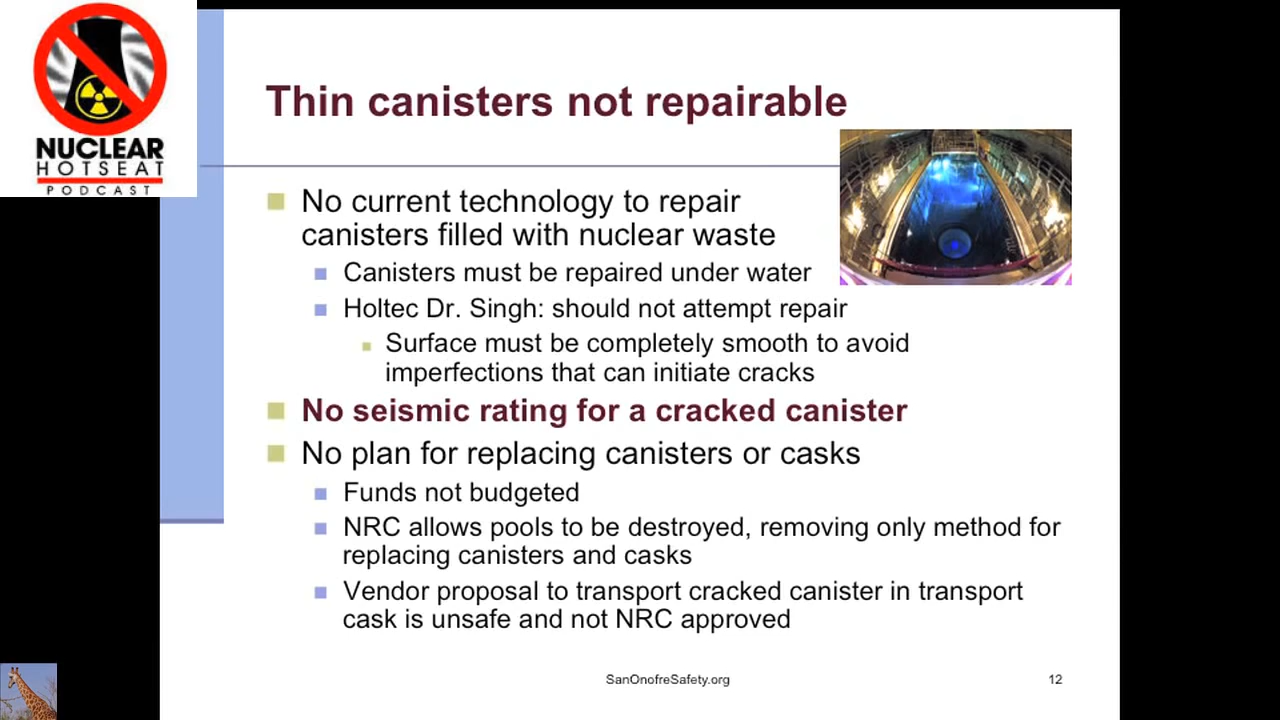 NUCLEAR
HOTSEAT
PODCAST
Thin canisters not repairable
No current technology to repair
canisters filled with nuclear waste
Canisters must be repaired under water
Holtec Dr. Singh: should not attempt repair
Surface must be completely smooth to avoid
imperfections that can initiate cracks
No seismic rating for a cracked canister
No plan for replacing canisters or casks
Funds not budgeted
NRC allows pools to be destroyed, removing only method for
replacing canisters and casks
Vendor proposal to transport cracked canister in transport
cask is unsafe and not NRC approved
SanOnofreSafety.org
12